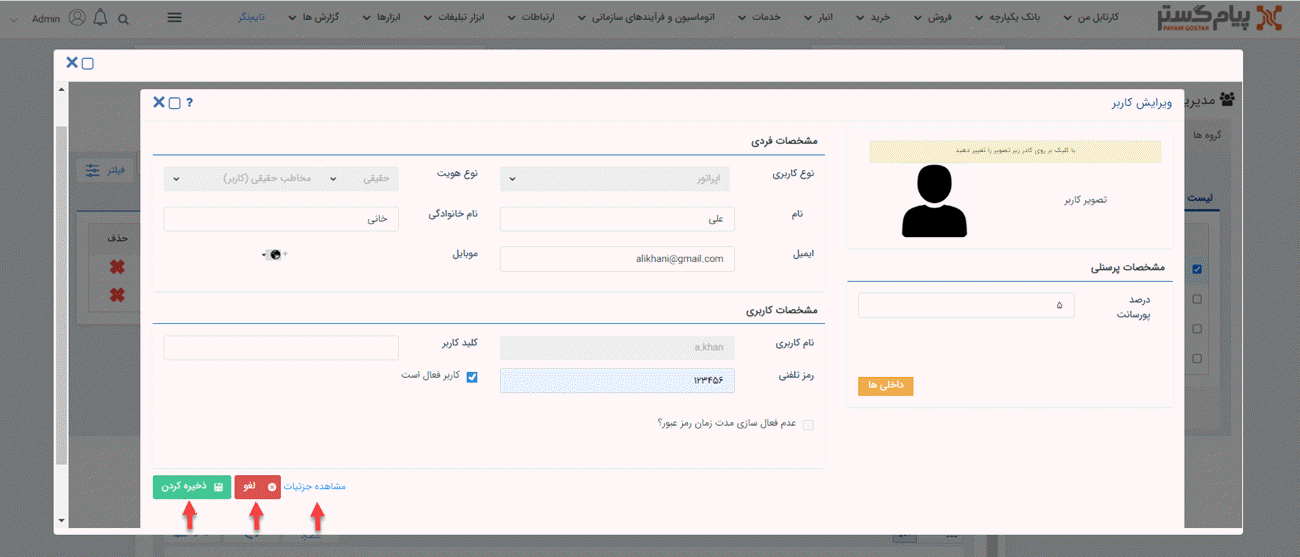 پیام گستر
PAYAM GOSTAR
کارتابل من
بانک یکپارچه
فروش
خرید
انبار
خدمات
اتوماسیون و فرآیندهای سازمانی
ارتباطات
ابزار تبلیغات
ابزارها
گزارش ها
تایم‌نگر
Admin
مدیری
گروه ها
لیست
فیلتر
حذف
ویرایش کاربر
?
با کلیک بر روی کادر زیر تصویر را تغییر دهید
تصویر کاربر
مشخصات پرسنلی
درصد
پورسانت
۵
داخلی ها
مشخصات فردی
نوع کاربری
اپراتور
نوع هویت
حقیقی
مخاطب حقیقی (کاربر)
نام
علی
نام خانوادگی
خانی
ایمیل
alikhani@gmail.com
موبایل
+
مشخصات کاربری
نام کاربری
a.khan
کلید کاربر
رمز تلفنی
۱۲۳۴۵۶
کاربر فعال است
عدم فعال سازی مدت زمان رمز عبور؟
مشاهده جزئیات
لغو
ذخیره کردن